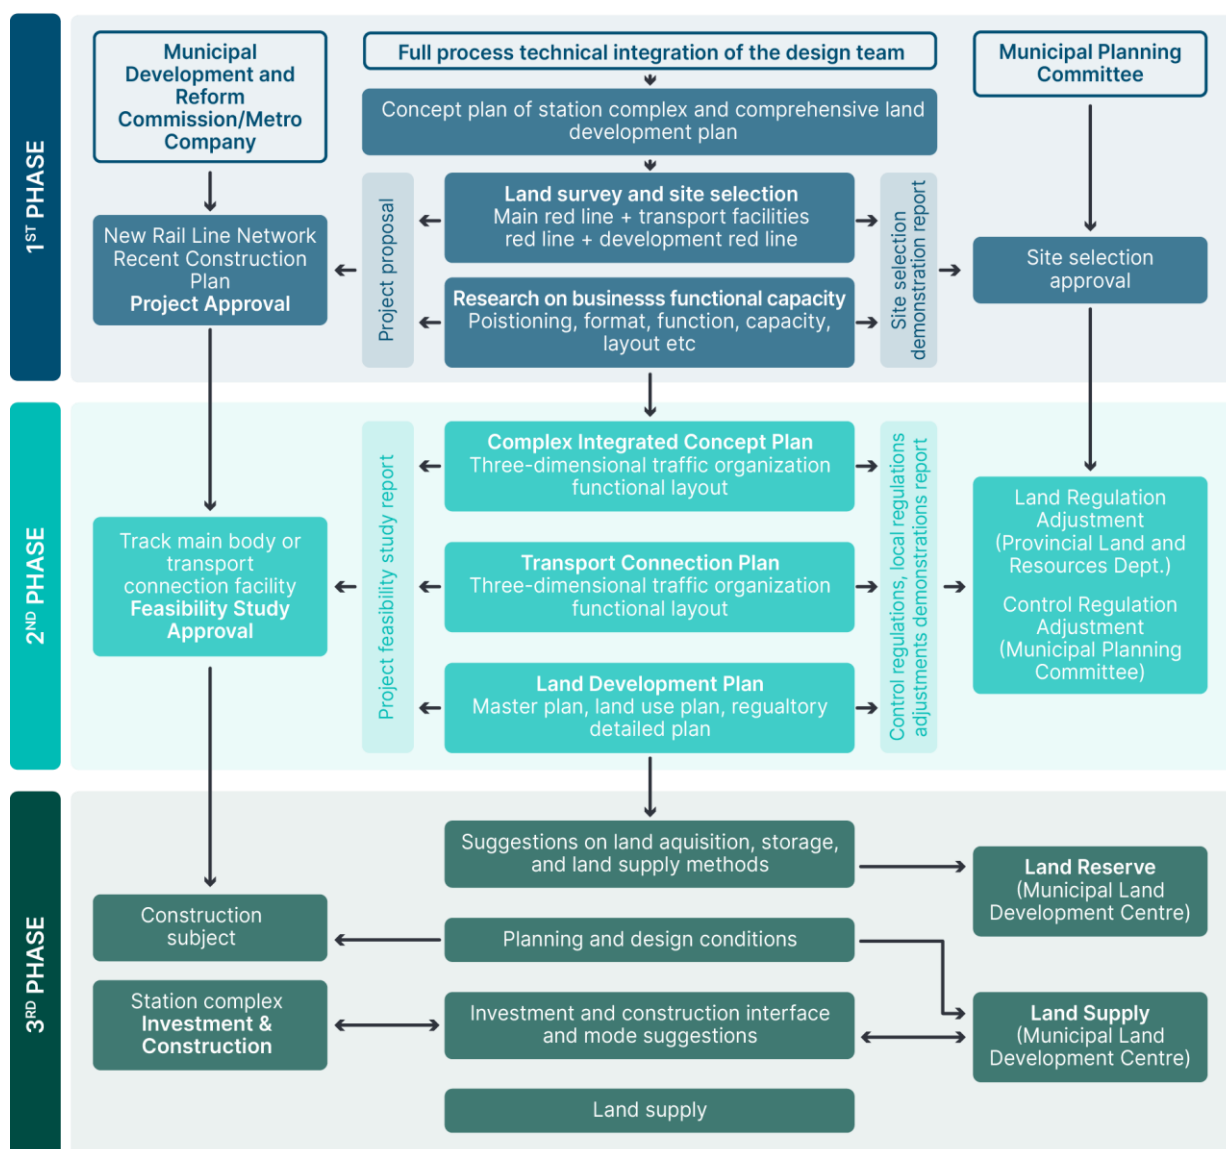 1ST PHASE
Municipal
Development and
Reform
Commission/Metro
Company
Full process technical integration of the design team
Municipal Planning
Committee
Concept plan of station complex and comprehensive land
development plan
New Rail Line Network
Recent Construction
Plan
Project Approval
Project proposal
Land survey and site selection
Main red line + transport facilities
red line + development red line
Research on businesss functional capacity
Poistioning, format, function, capacity,
layout etc
Site selection
demonstration report
Site selection
approval
2ND PHASE
Track main body or
transport
connection facility
Feasibility Study
Approval
Project feasibility study report
Complex Integrated Concept Plan
Three-dimensional traffic organization
functional layout
Transport Connection Plan
Three-dimensional traffic organization
functional layout
Land Development Plan
Master plan, land use plan, regualtory
detailed plan
Control regulations, local regulations
adjustments demonstrations report
Land Regulation
Adjustment
(Provincial Land and
Resources Dept.)
Control Regulation
Adjustment
(Municipal Planning
Committee)
3RD PHASE
Suggestions on land aquisition, storage,
and land supply methods
Land Reserve
(Municipal Land
Development Centre)
Construction
subject
Planning and design conditions
Station complex
Investment &
Construction
Investment and construction interface
and mode suggestions
Land Supply
(Municipal Land
Development Centre)
Land supply